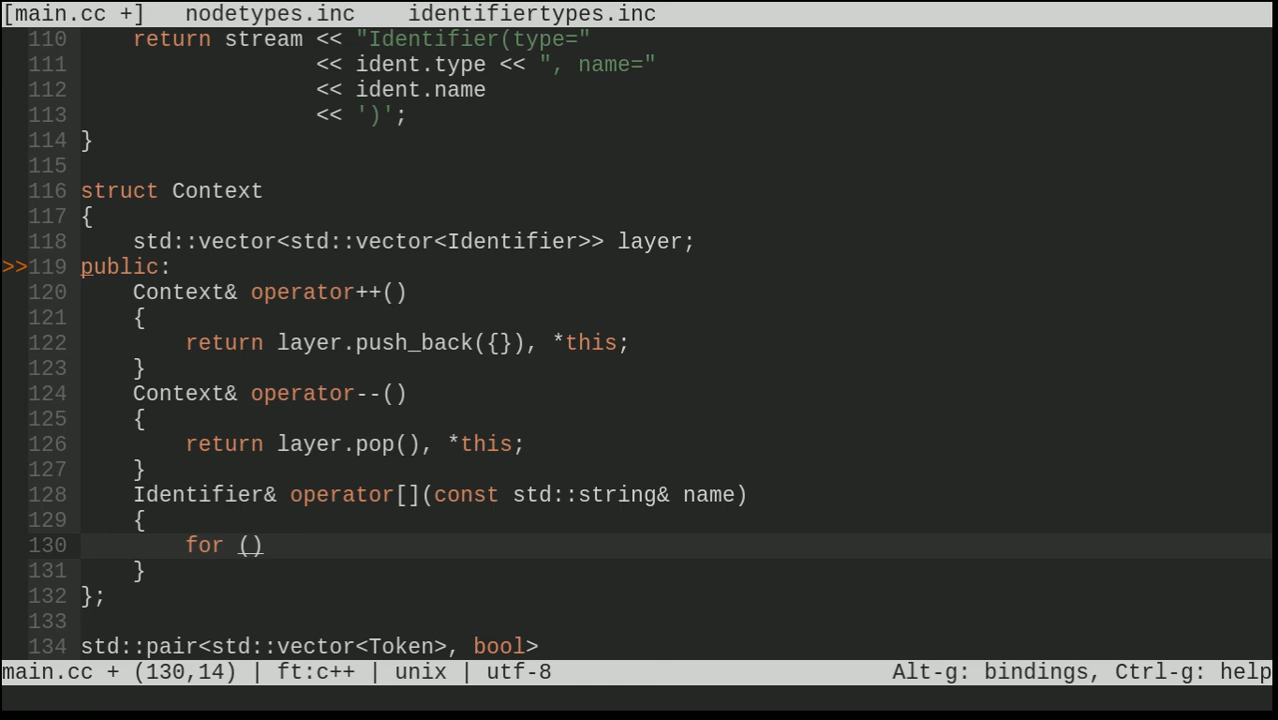 [main.cc +]   nodetypes.inc    identifiertypes.inc
110     return stream << "Identifier(type="
111                   << ident.type << ", name="
112                   << ident.name
113                   << ')';
114 }
115
116 struct Context
117 {
118     std::vector<std::vector<Identifier>> layer;
>>119 public:
120     Context& operator++()
121     {
122         return layer.push_back({}), *this;
123     }
124     Context& operator--()
125     {
126         return layer.pop(), *this;
127     }
128     Identifier& operator[](const std::string& name)
129     {
130         for ()
131     }
132 };
133
134 std::pair<std::vector<Token>, bool>
main.cc + (130,14) | ft:c++ | unix | utf-8                          Alt-g: bindings, Ctrl-g: help